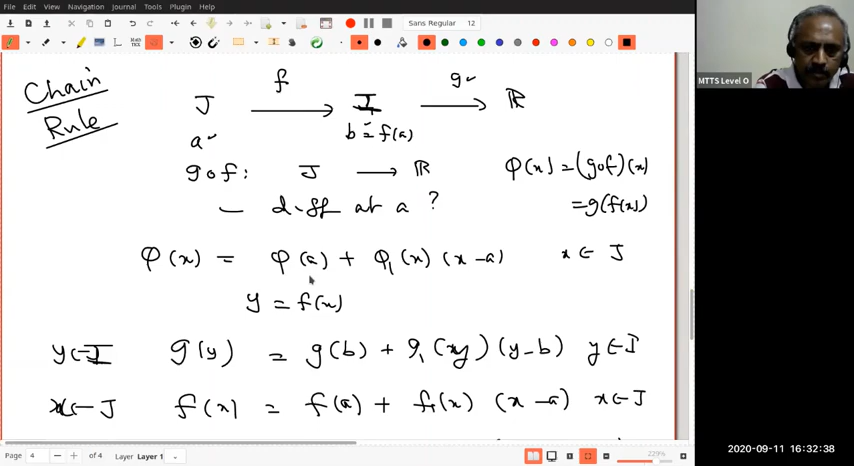 File Edit View Journal Tools Plugin Help
Sans Regular 12
Chain Rule
J f I g ℝ
a b = f(a)
g∘f: J → ℝ φ(x) = (g∘f)(x)
— diff at a ? = g(f(x))
φ(x) = φ(a) + φ₁(x) (x-a) x ∈ J
y = f(x)
y ∈ I g(y) = g(b) + g₁(y) (y-b) y ∈ J
x ∈ J f(x) = f(a) + f₁(x) (x-a) x ∈ J
MTTS Level O
Page 4 of 4 Layer Layer 1 229%
2020-09-11 16:32:38